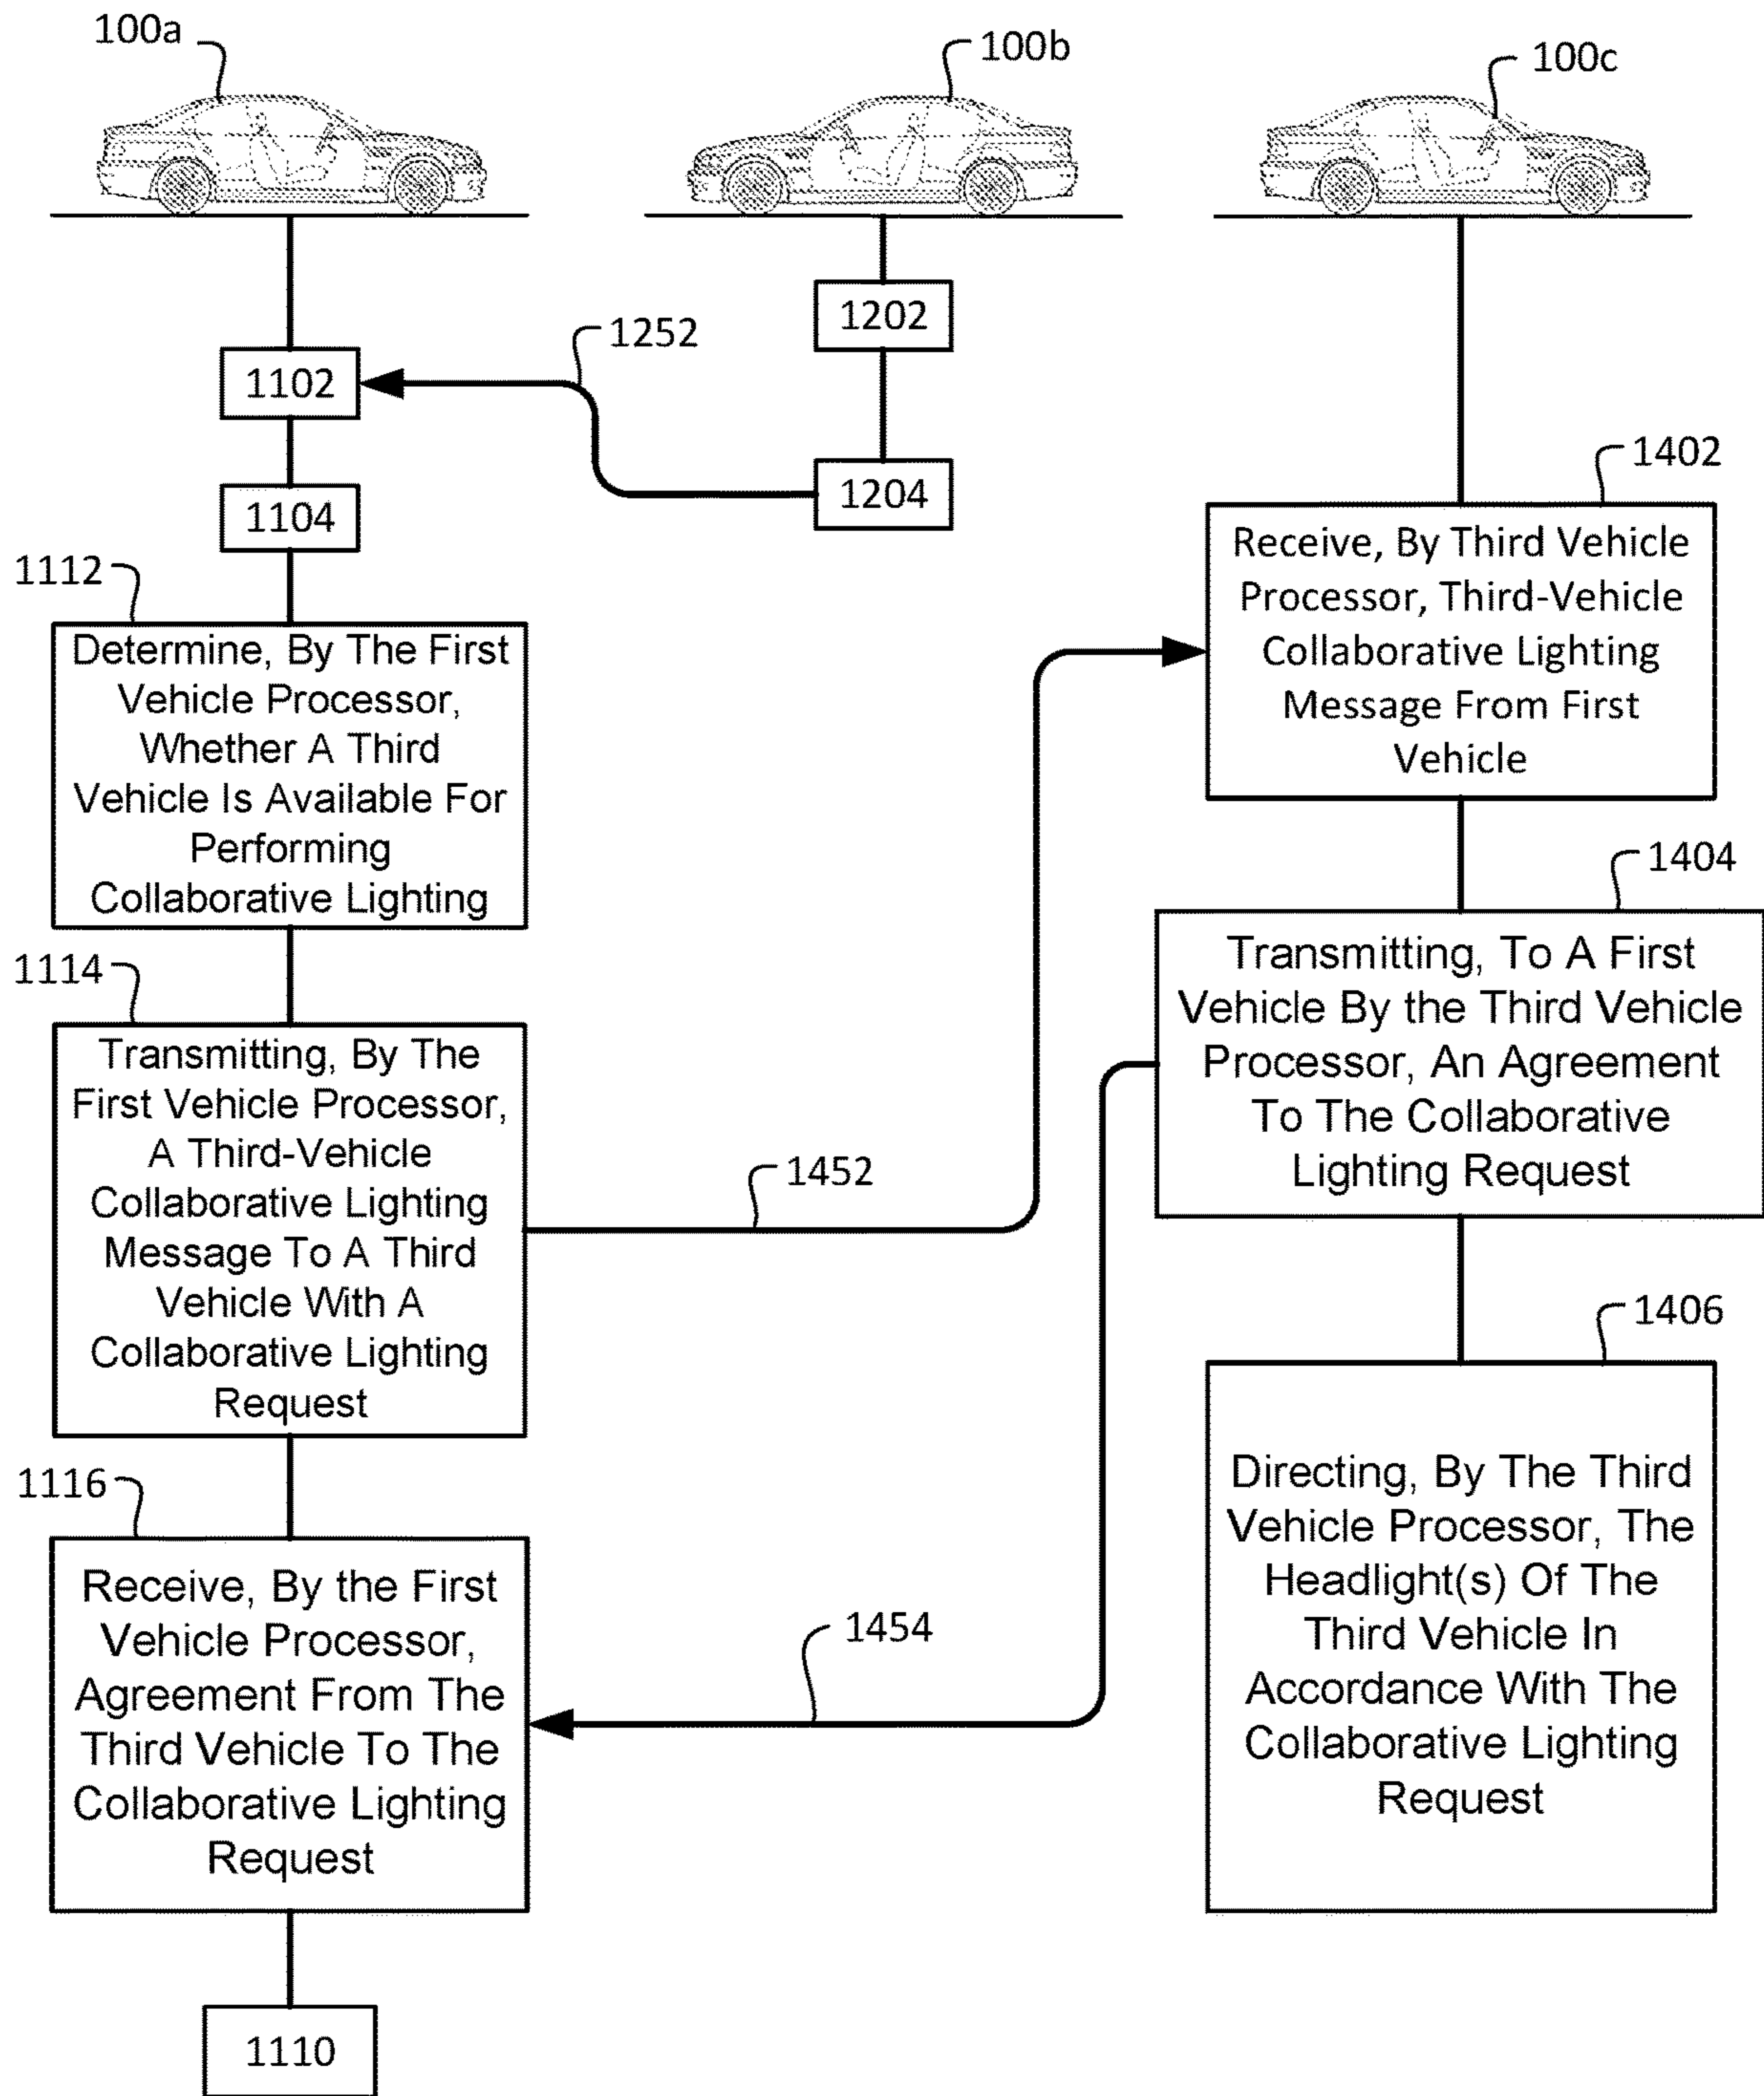 100a
100b
100c
1202
1252
1102
1204
1104
1402
Receive, By Third Vehicle
Processor, Third-Vehicle
Collaborative Lighting
Message From First
Vehicle
1112
Determine, By The First
Vehicle Processor,
Whether A Third
Vehicle Is Available For
Performing
Collaborative Lighting
1404
Transmitting, To A First
Vehicle By the Third Vehicle
Processor, An Agreement
To The Collaborative
Lighting Request
1114
Transmitting, By The
First Vehicle Processor,
A Third-Vehicle
Collaborative Lighting
Message To A Third
Vehicle With A
Collaborative Lighting
Request
1452
1406
Directing, By The Third
Vehicle Processor, The
Headlight(s) Of The
Third Vehicle In
Accordance With The
Collaborative Lighting
Request
1116
Receive, By the First
Vehicle Processor,
Agreement From The
Third Vehicle To The
Collaborative Lighting
Request
1454
1110